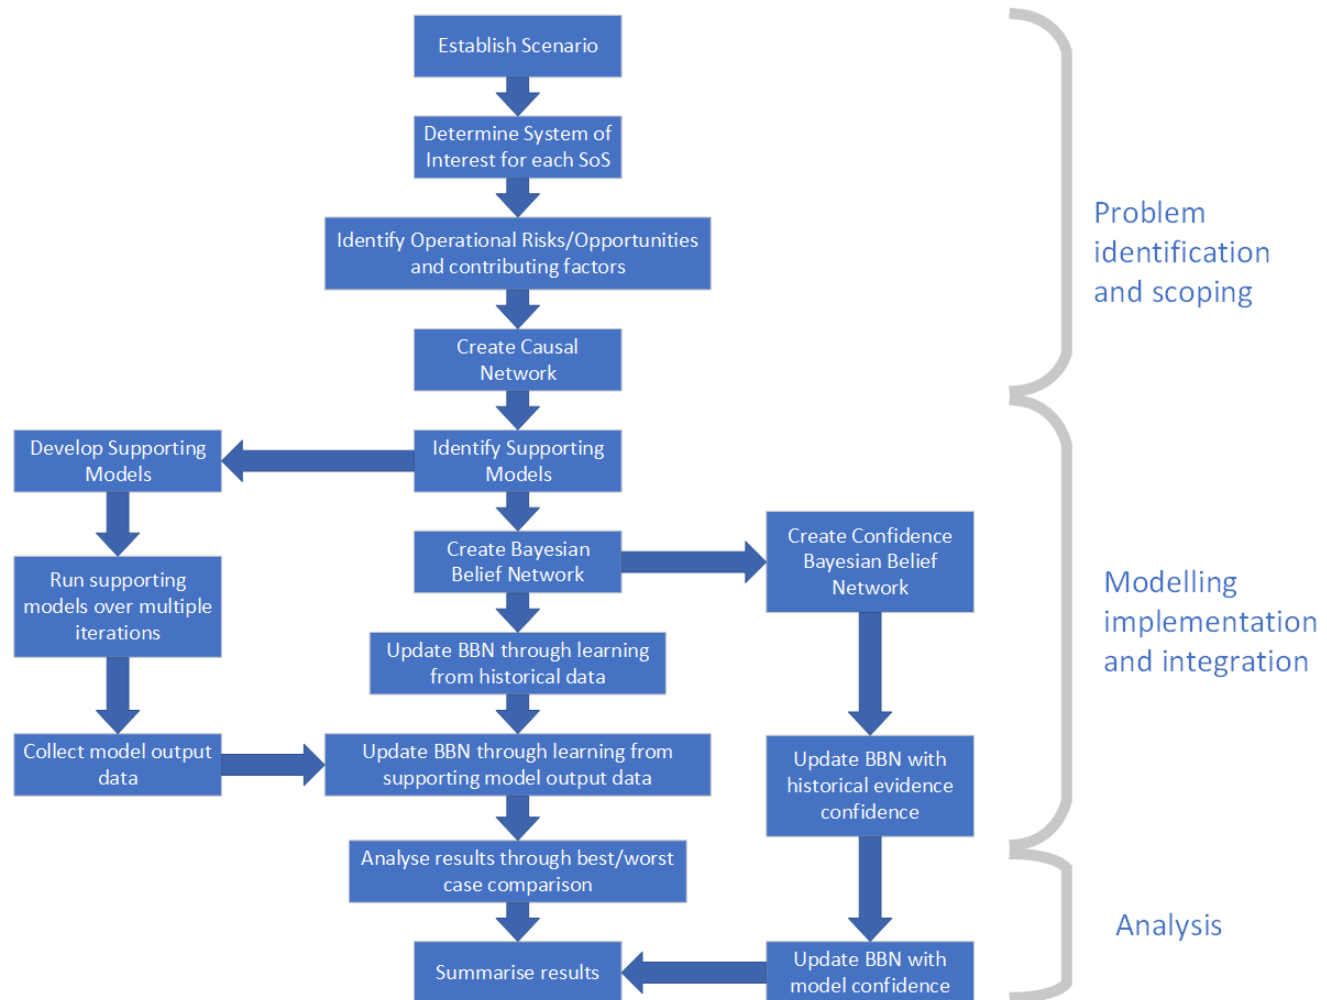 Establish Scenario
Determine System of
Interest for each SoS
Identify Operational Risks/Opportunities
and contributing factors
Create Causal
Network
Problem
identification
and scoping
Develop Supporting
Models
Identify Supporting
Models
Create Bayesian
Belief Network
Create Confidence
Bayesian Belief
Network
Run supporting
models over multiple
iterations
Update BBN through learning
from historical data
Modelling
implementation
and integration
Collect model output
data
Update BBN through learning from
supporting model output data
Update BBN with
historical evidence
confidence
Analyse results through best/worst
case comparison
Analysis
Summarise results
Update BBN with
model confidence